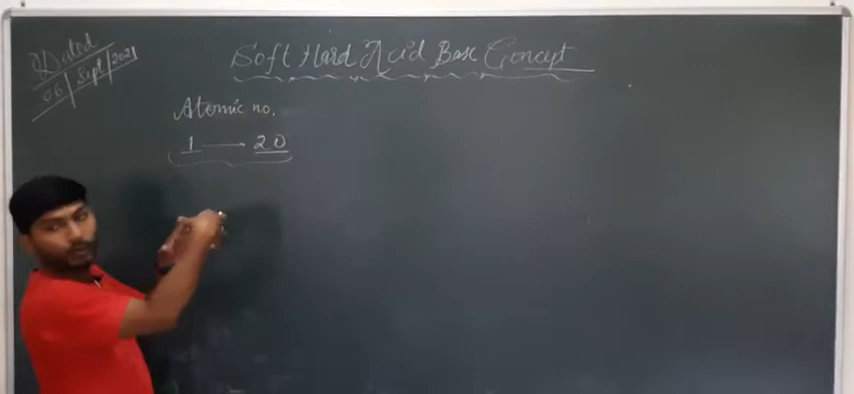 Dated
06/Sept/2021
Soft Hard Acid Base Concept
Atomic no.
1 → 20